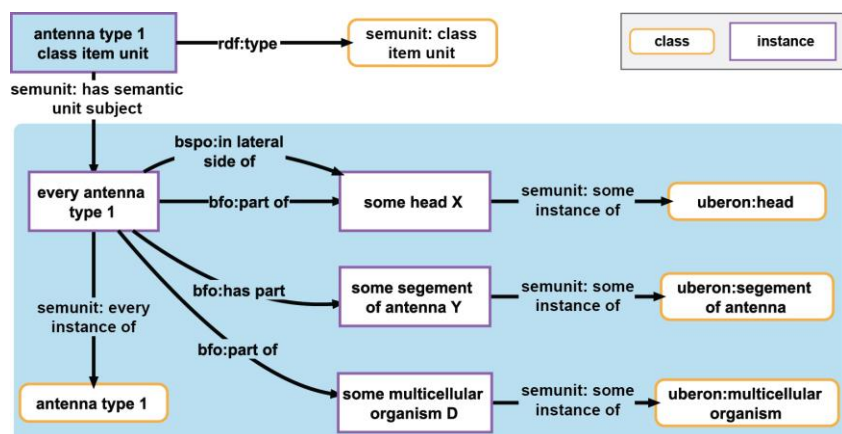 antenna type 1
class item unit
rdf:type
semunit: class
item unit
class
instance
semunit: has semantic
unit subject
bspo:in lateral
side of
every antenna
type 1
bfo:part of
some head X
semunit: some
instance of
uberon:head
bfo:has part
some segement
of antenna Y
semunit: some
instance of
uberon:segement
of antenna
semunit: every
instance of
bfo:part of
antenna type 1
some multicellular
organism D
semunit: some
instance of
uberon:multicellular
organism